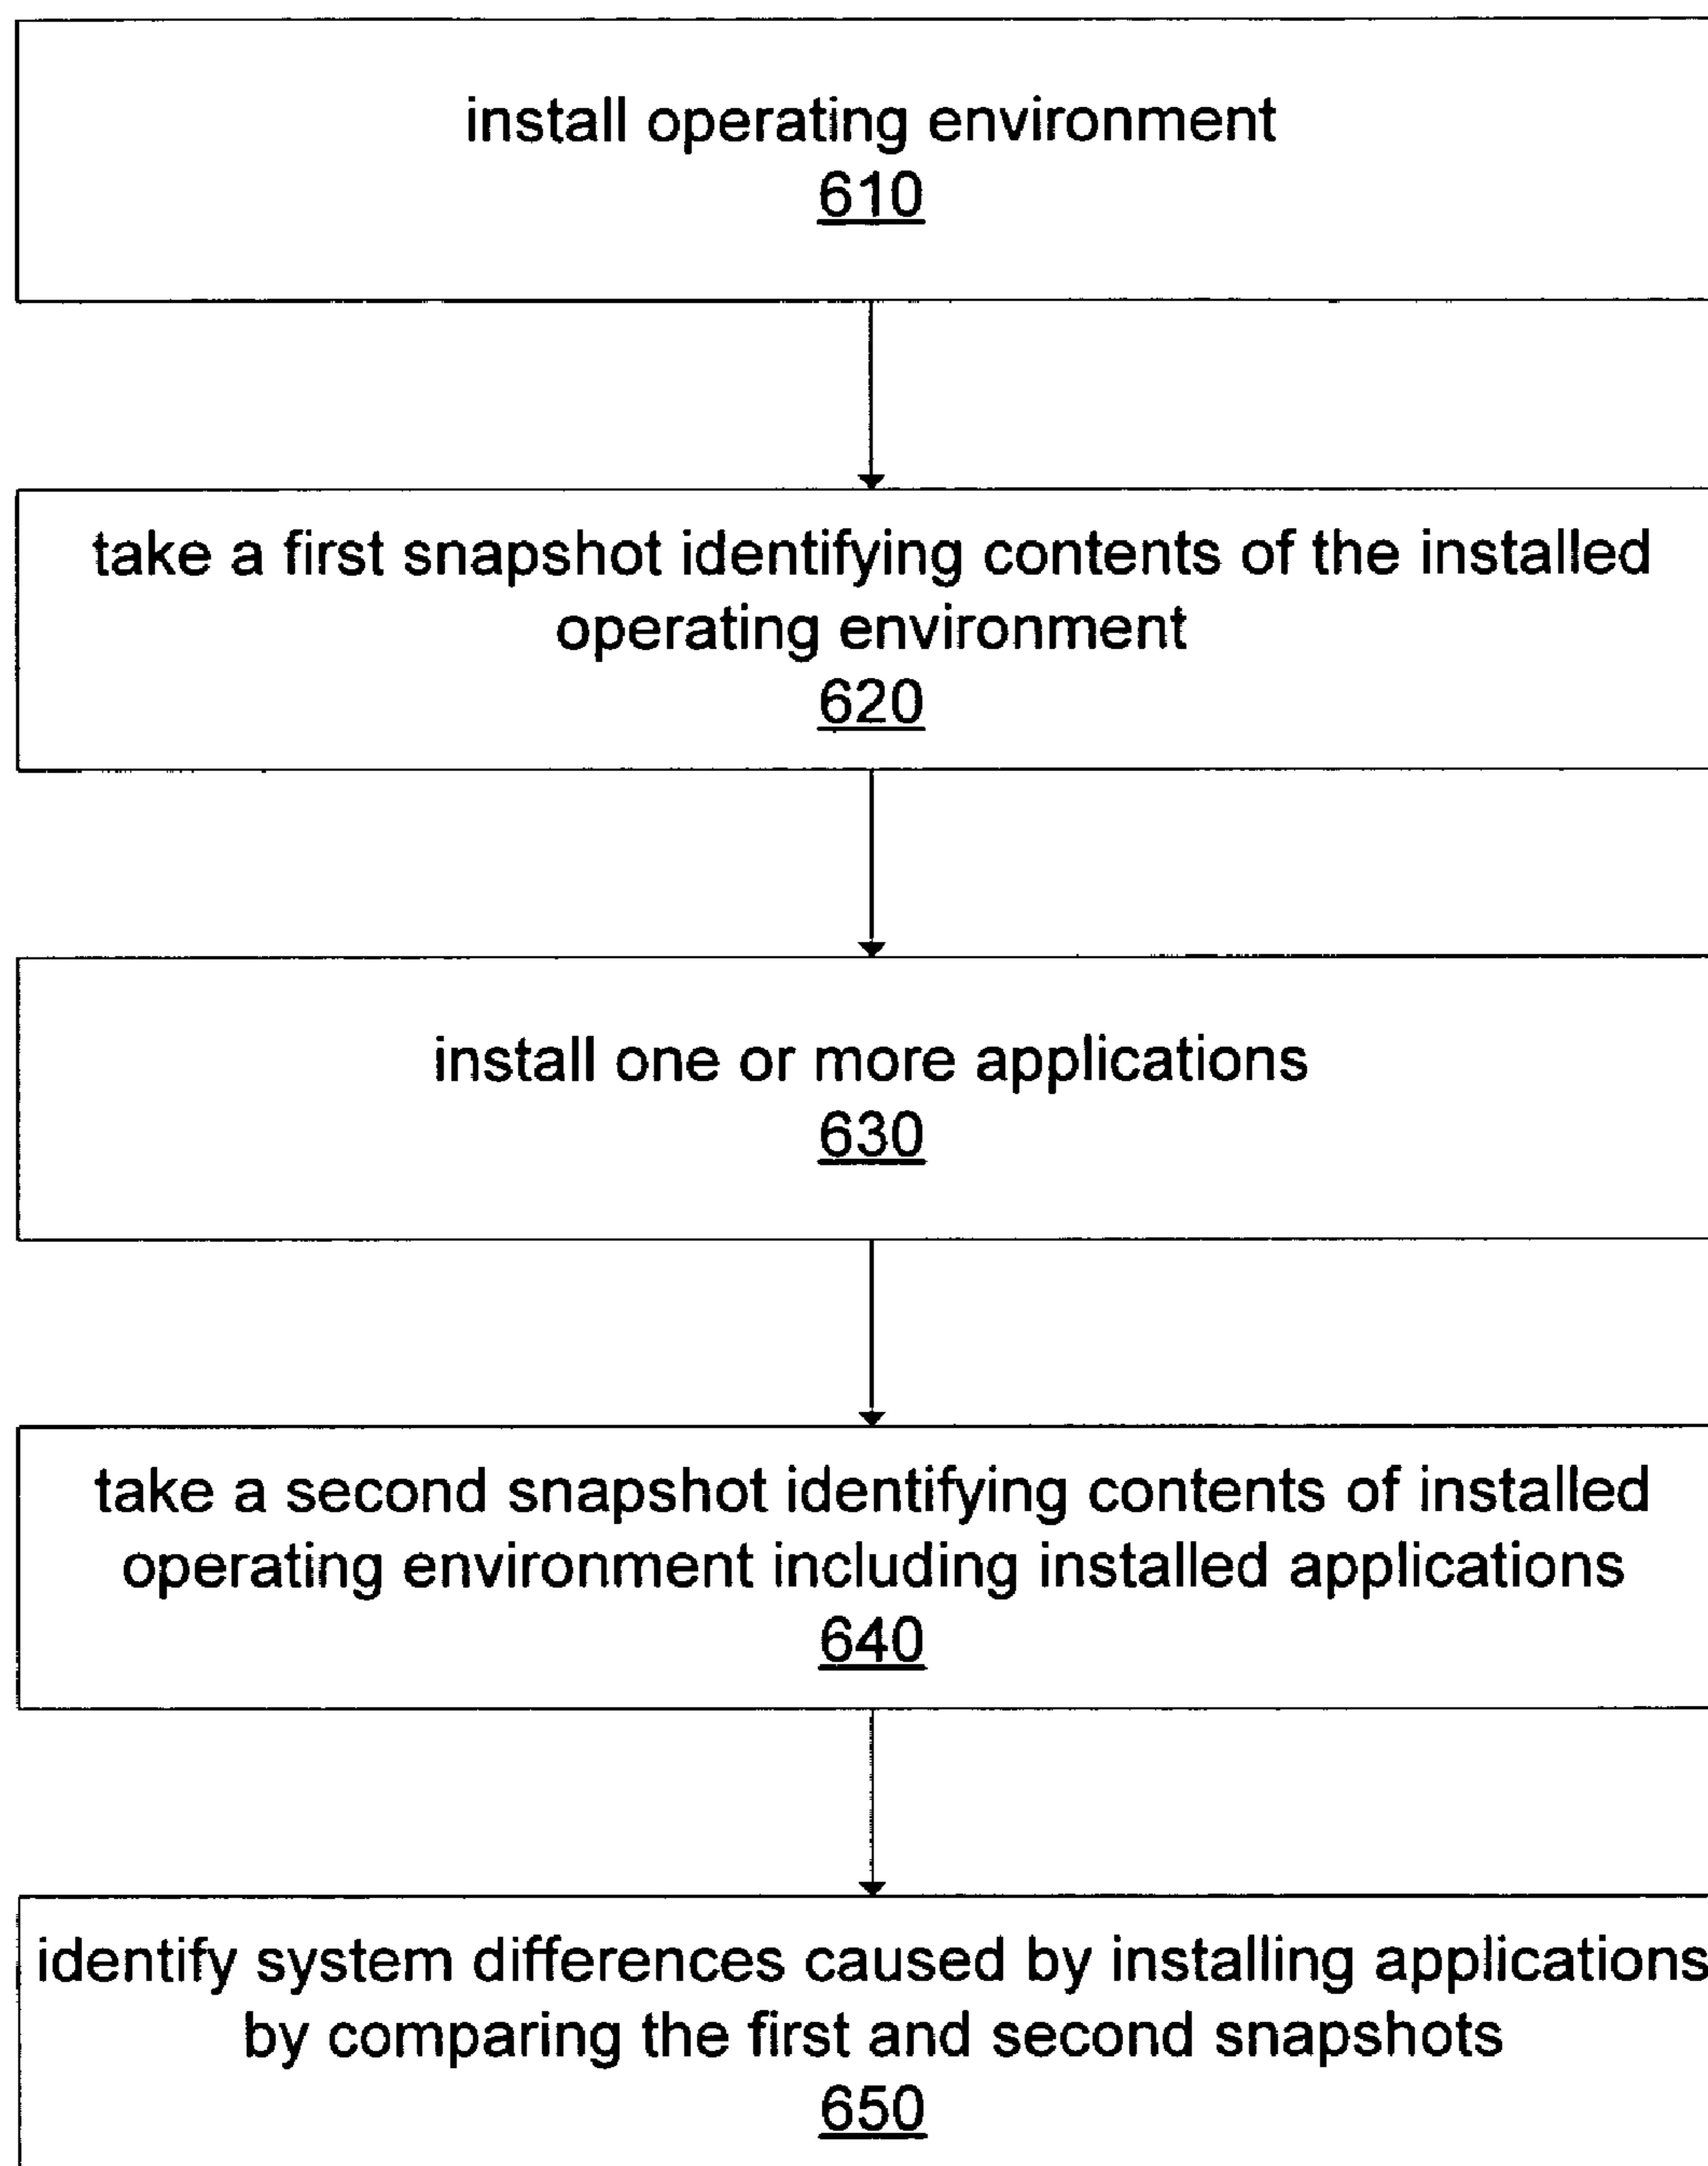 install operating environment
610
take a first snapshot identifying contents of the installed
operating environment
620
install one or more applications
630
take a second snapshot identifying contents of installed
operating environment including installed applications
640
identify system differences caused by installing applications
by comparing the first and second snapshots
650